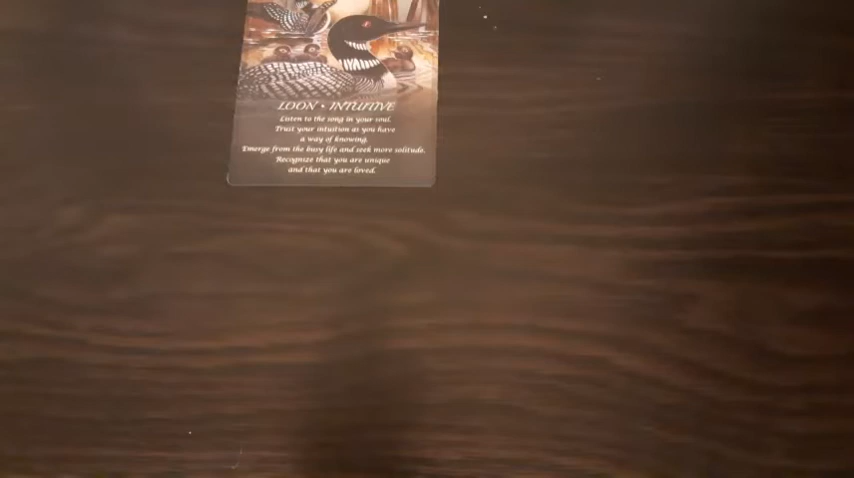 LOON • INTUITIVE
Listen to the song in your soul.
Trust your intuition as you have
a way of knowing.
Emerge from the busy life and seek more solitude.
Recognize that you are unique
and that you are loved.